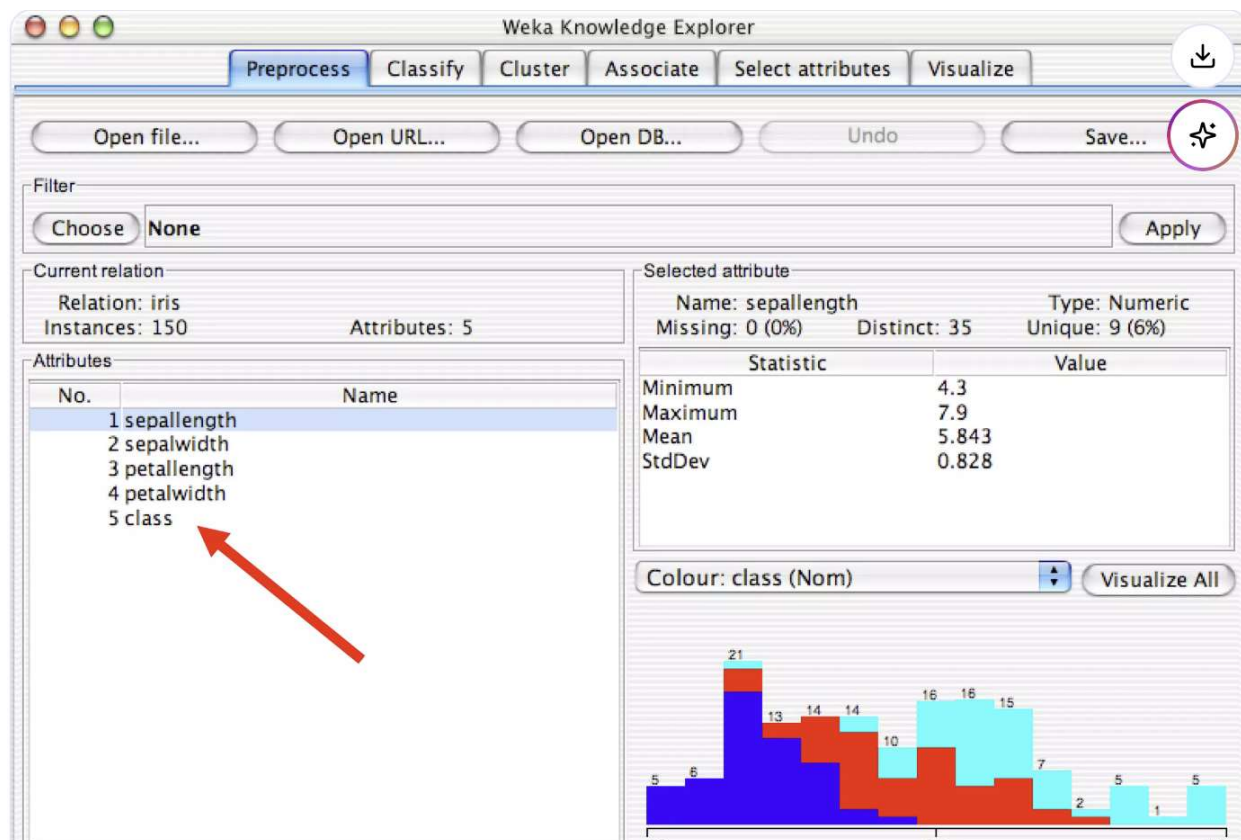 Weka Knowledge Explorer
Preprocess Classify Cluster Associate Select attributes Visualize
Open file... Open URL... Open DB... Undo Save...
Filter
Choose None Apply
Current relation
Relation: iris
Instances: 150 Attributes: 5
Attributes
No. Name
1 sepallength
2 sepalwidth
3 petallength
4 petalwidth
5 class
Selected attribute
Name: sepallength Type: Numeric
Missing: 0 (0%) Distinct: 35 Unique: 9 (6%)
Statistic Value
Minimum 4.3
Maximum 7.9
Mean 5.843
StdDev 0.828
Colour: class (Nom) Visualize All
5 6 21 13 14 14 10 16 16 15 7 2 5 1 5